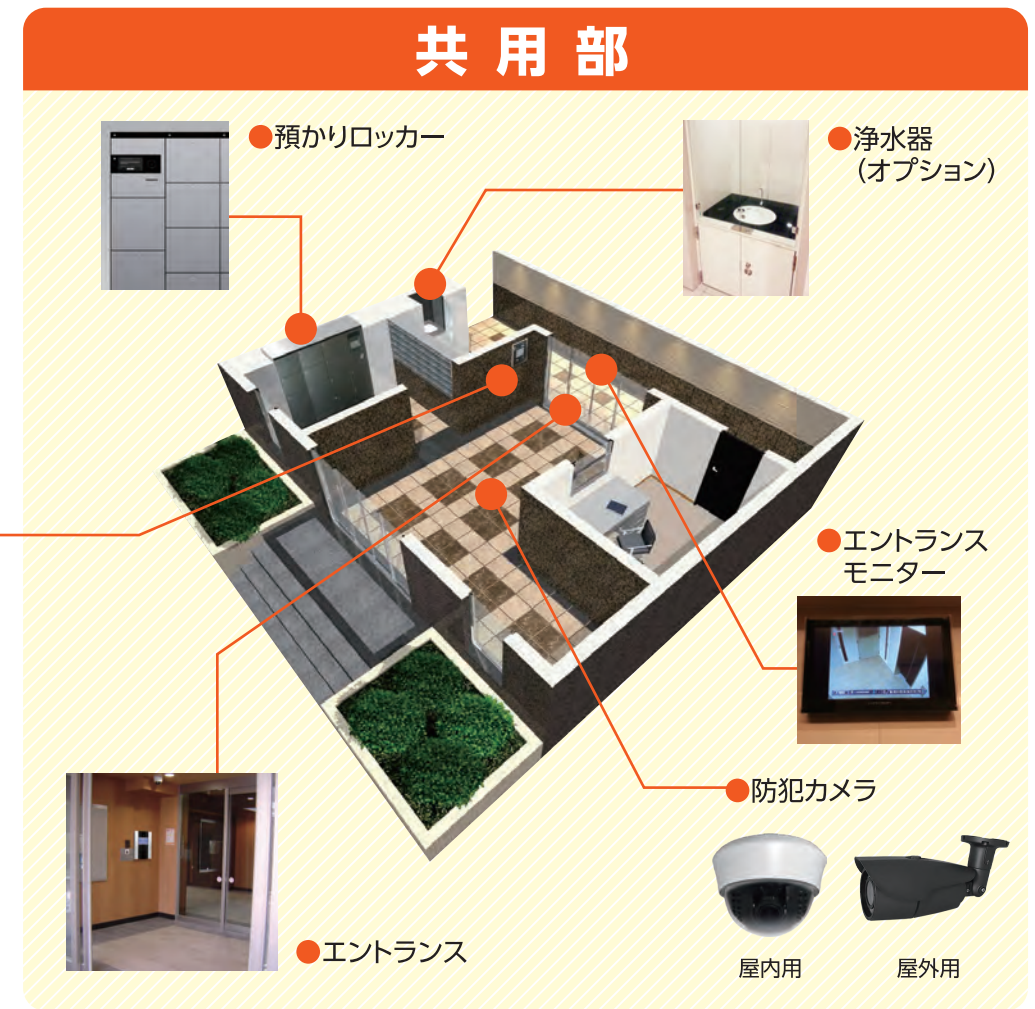 共用部
●預かりロッカー
●浄水器
（オプション）
●エントランス
モニター
●防犯カメラ
屋内用
屋外用
●エントランス